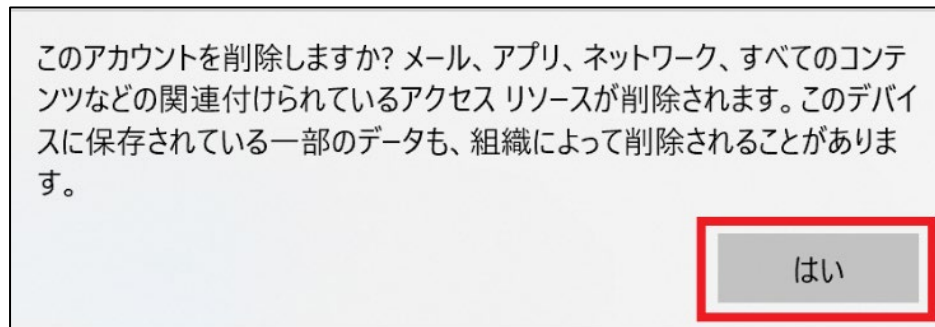 このアカウントを削除しますか? メール、アプリ、ネットワーク、すべてのコンテ
ンツなどの関連付けられているアクセス リソースが削除されます。このデバイ
スに保存されている一部のデータも、組織によって削除されることがありま
す。
はい